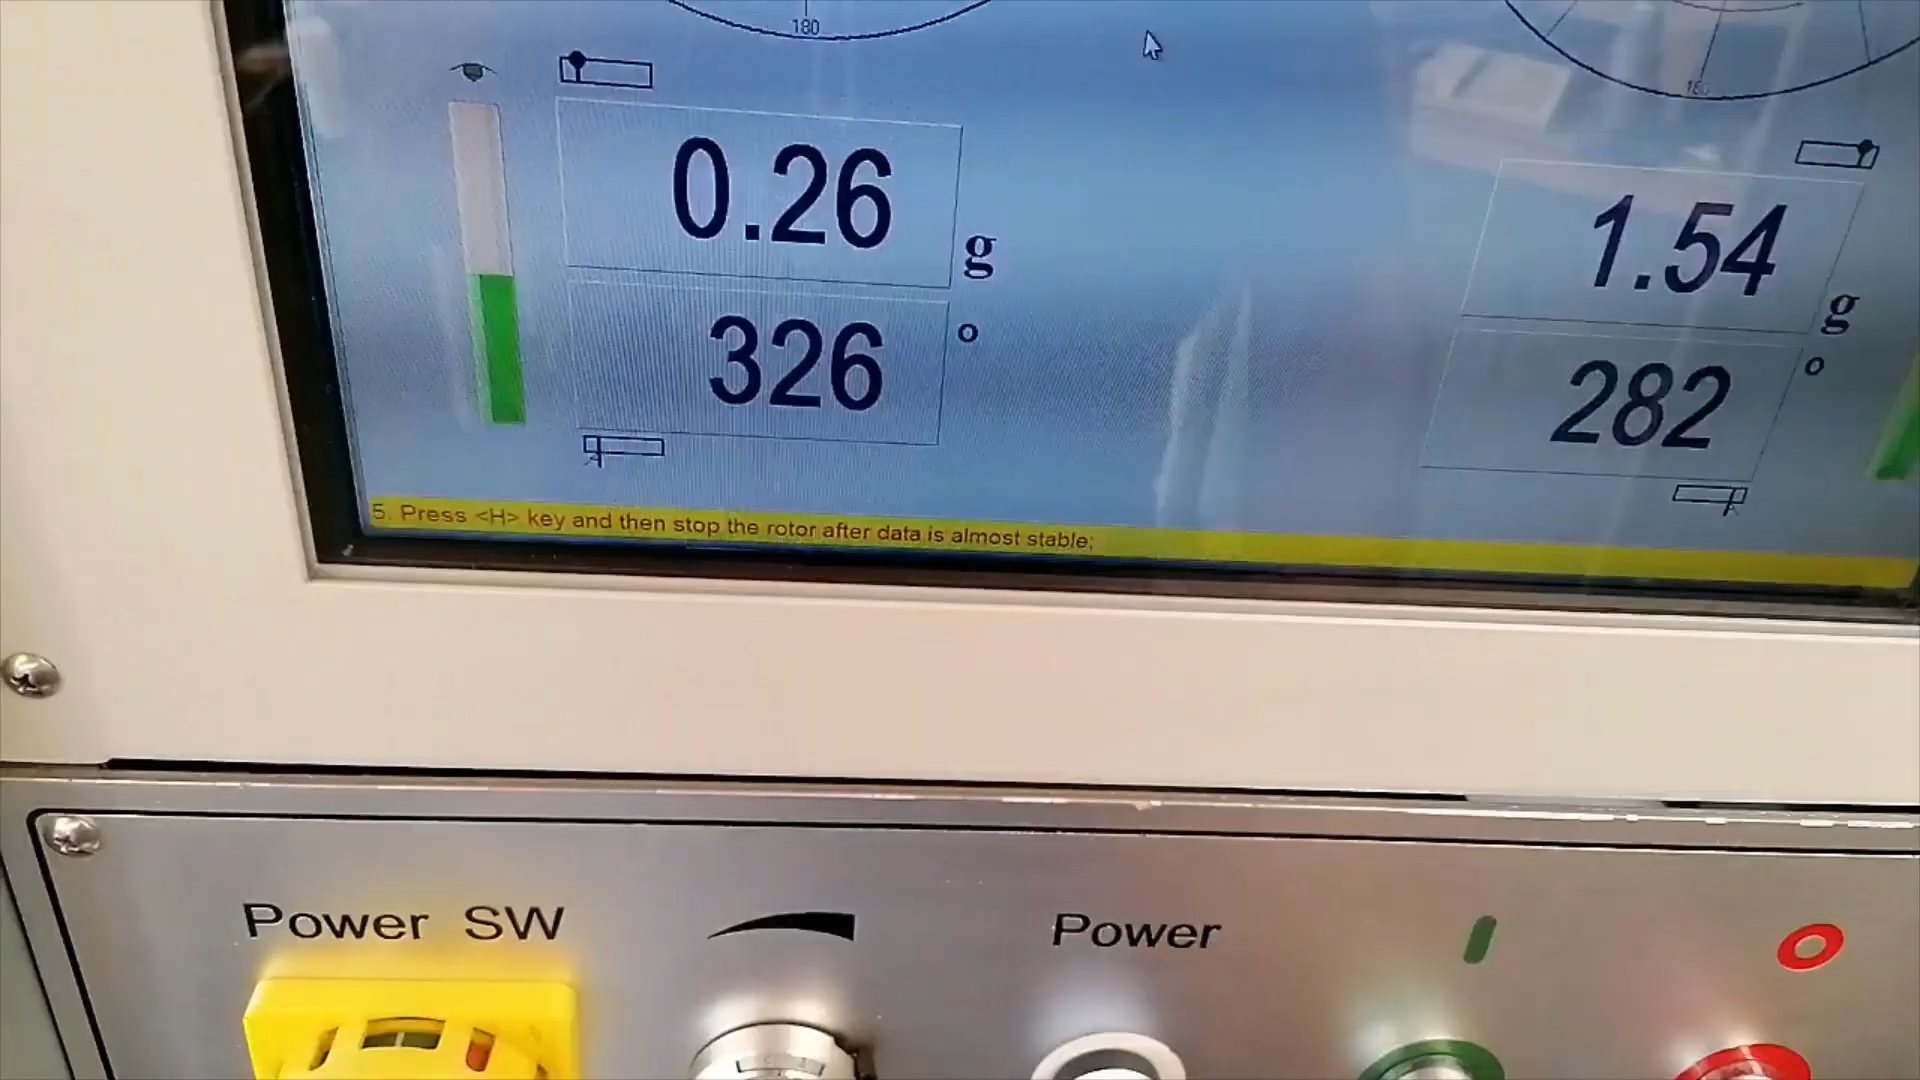 180
180
0.26 g
1.54 g
326 °
282 °
5. Press <H> key and then stop the rotor after data is almost stable;
Power SW
Power